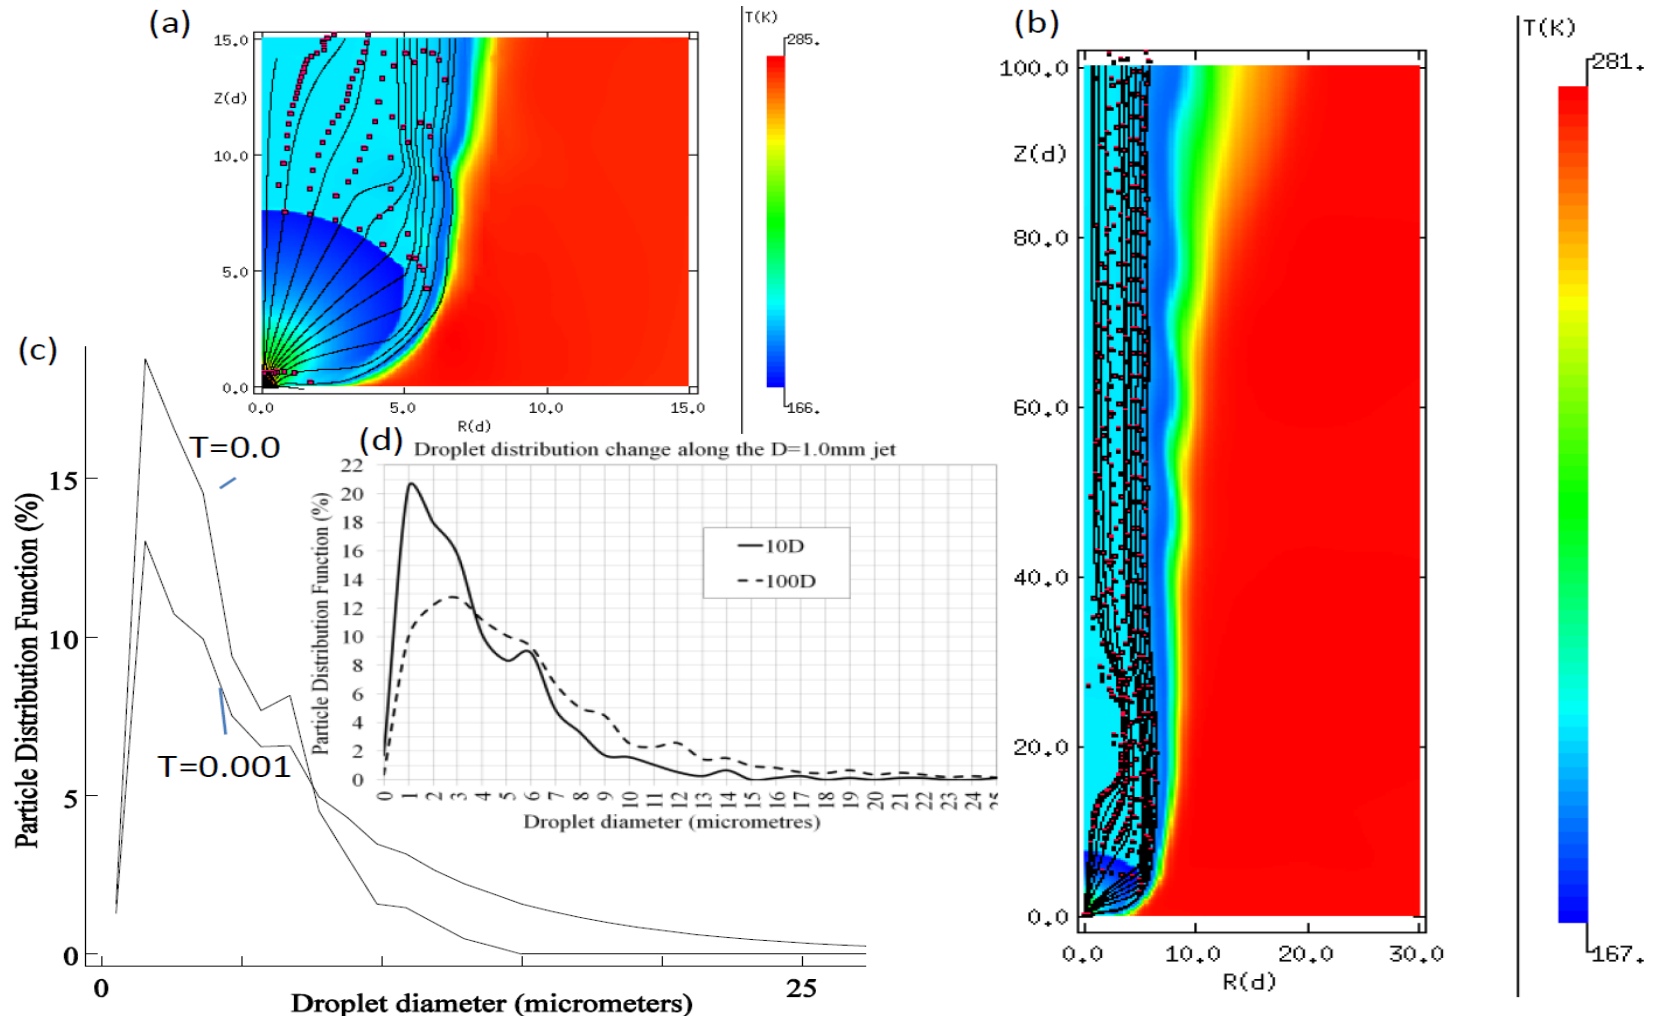 (a)
T(K)
285.
166.
15.0
Z(d)
10.0
5.0
0.0
0.0 5.0 10.0 15.0
R(d)
(b)
T(K)
281.
167.
100.0
Z(d)
80.0
60.0
40.0
20.0
0.0
0.0 10.0 20.0 30.0
R(d)
(c)
Particle Distribution Function (%)
15
10
5
0
T=0.0
T=0.001
0 25
Droplet diameter (micrometers)
(d)
Droplet distribution change along the D=1.0mm jet
Particle Distribution Function (%)
22
20
18
16
14
12
10
8
6
4
2
0
10D
100D
0 1 2 3 4 5 6 7 8 9 10 11 12 13 14 15 16 17 18 19 20 21 22 23 24 25
Droplet diameter (micrometres)